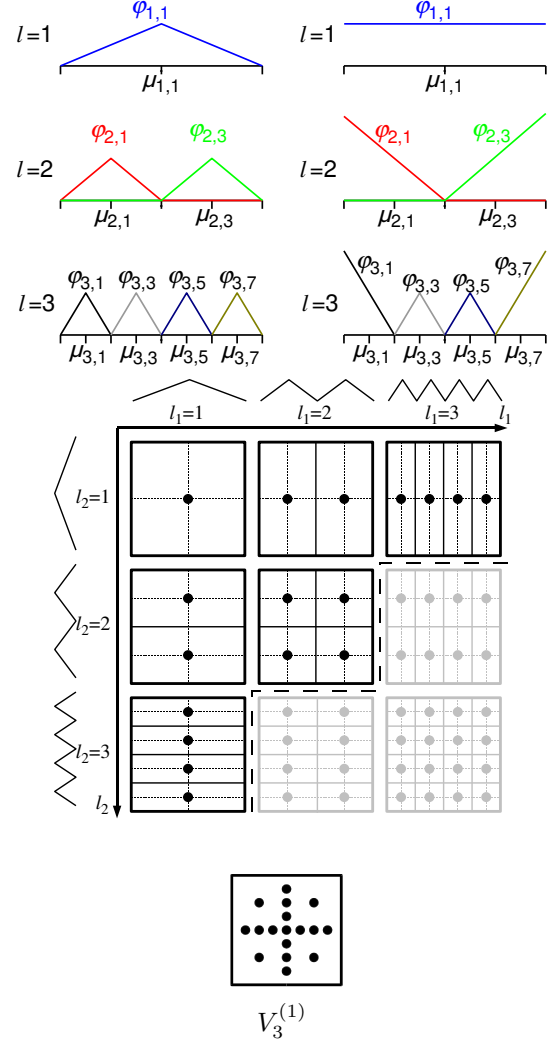 φ1,1 φ1,1
l=1 l=1
μ1,1 μ1,1
φ2,1 φ2,3 φ2,1 φ2,3
l=2 l=2
μ2,1 μ2,3 μ2,1 μ2,3
φ3,1 φ3,3 φ3,5 φ3,7 φ3,1 φ3,3 φ3,5 φ3,7
l=3 l=3
μ3,1 μ3,3 μ3,5 μ3,7 μ3,1 μ3,3 μ3,5 μ3,7
l1=1 l1=2 l1=3 l1
l2=1
l2=2
l2=3
l2
V3(1)